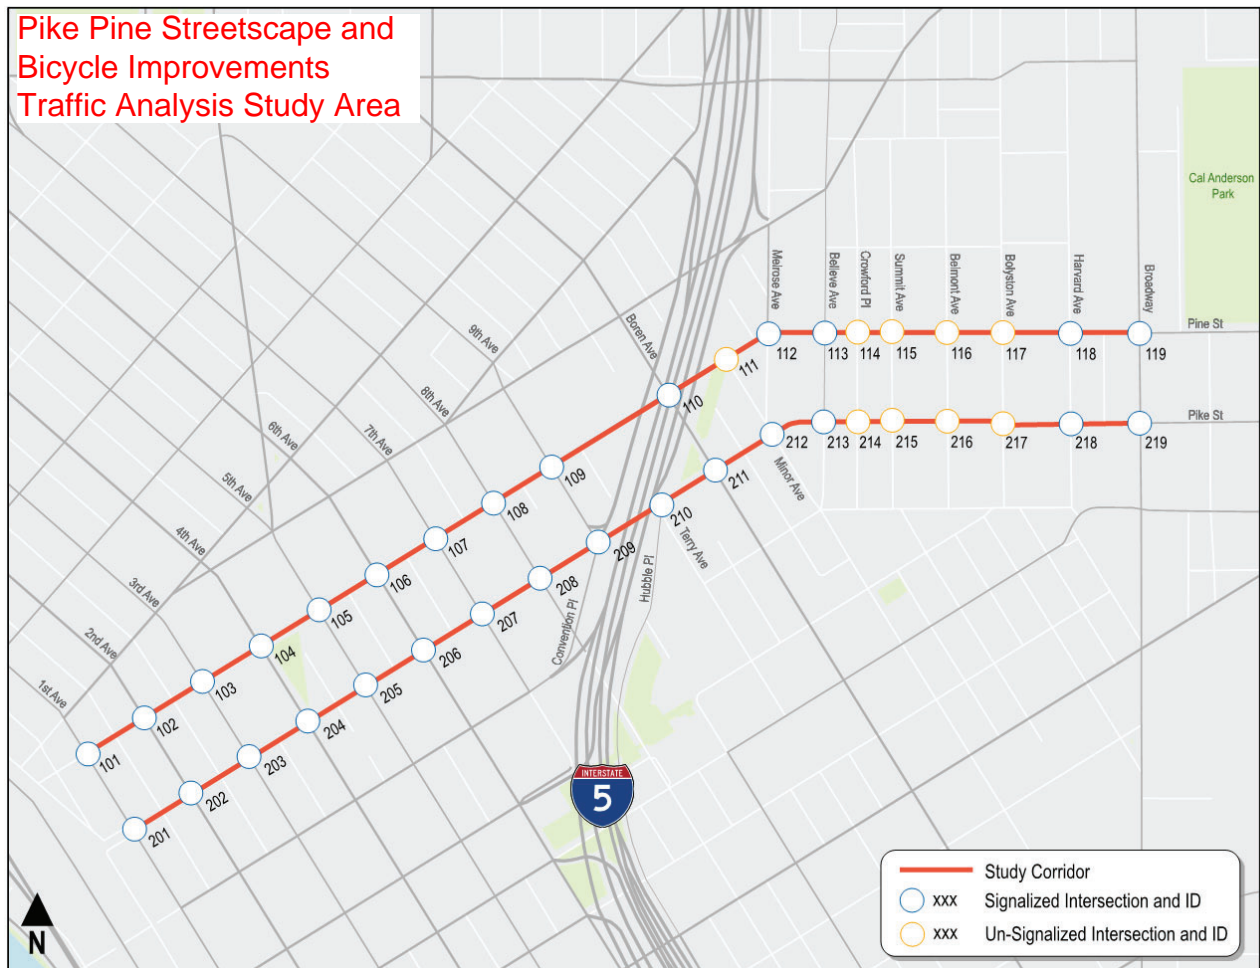 Pike Pine Streetscape and
Bicycle Improvements
Traffic Analysis Study Area
Cal Anderson
Park
Melrose Ave
Believe Ave
Crowford Pl
Summit Ave
Belmont Ave
Bolyston Ave
Harvard Ave
Broadway
Pine St
112
113
114
115
116
117
118
119
Boren Ave
111
110
9th Ave
8th Ave
7th Ave
6th Ave
5th Ave
4th Ave
3rd Ave
2nd Ave
1st Ave
109
108
107
106
105
104
103
102
101
Pike St
212
213
214
215
216
217
218
219
Minor Ave
211
210
Terry Ave
209
Hubble Pl
208
Convention Pl
207
206
205
204
203
202
201
INTERSTATE
5
N
Study Corridor
XXX Signalized Intersection and ID
XXX Un-Signalized Intersection and ID